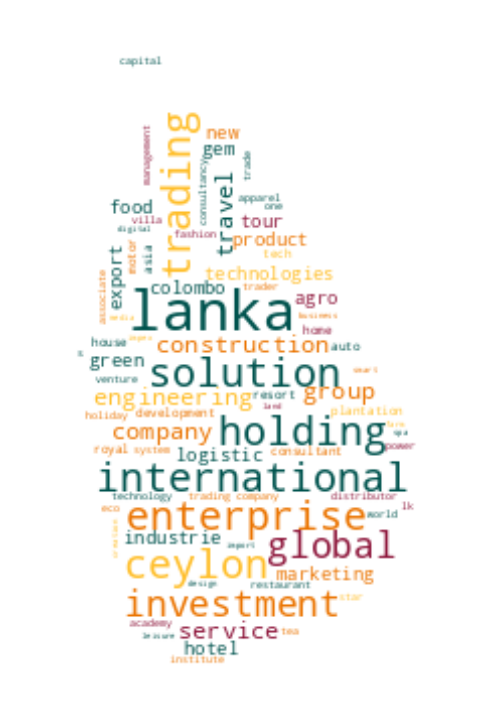 capital
trading
management
new
gem
consultancy
trade
travel
apparel
one
food
villa
digital
fashion
tour
product
tech
export
motor
asia
associate
technologies
colombo
trader
lanka
agro
business
media
home
house
construction
auto
s
green
solution
smart
venture
engineering
resort
group
land
plantation
holiday
development
company
holding
spa
power
royal
system
logistic
consultant
international
technology
trading company
distributor
lk
eco
enterprise
world
creation
industrie
import
global
ceylon
marketing
design
restaurant
investment
star
academy
leisure
service
tea
hotel
institute